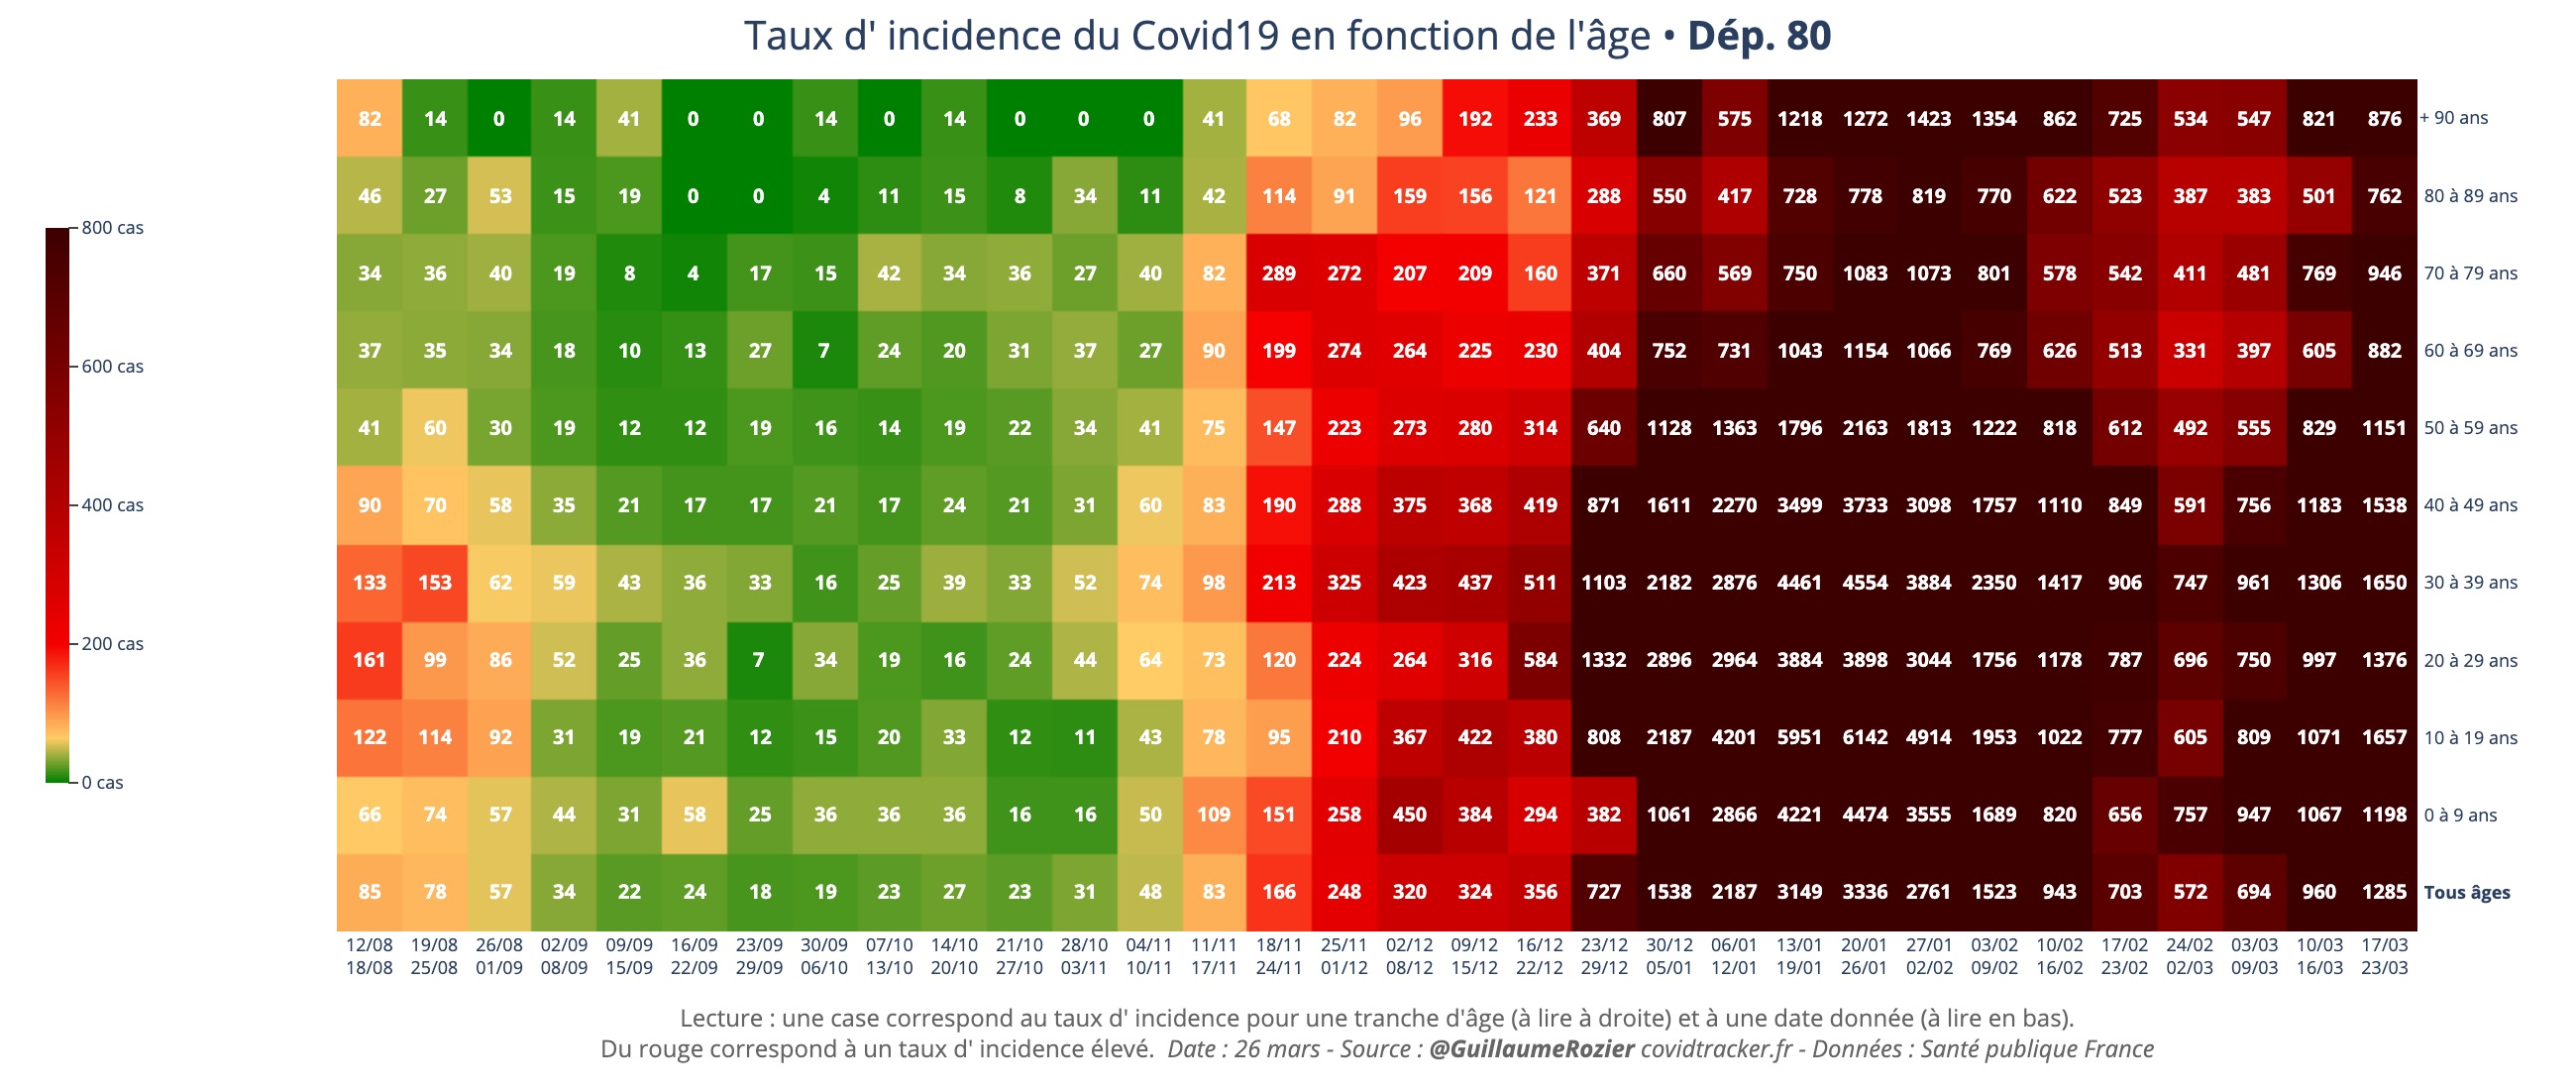 Taux d' incidence du Covid19 en fonction de l'âge • Dép. 80
82 14 0 14 41 0 0 14 0 14 0 0 0 41 68 82 96 192 233 369 807 575 1218 1272 1423 1354 862 725 534 547 821 876 + 90 ans
46 27 53 15 19 0 0 4 11 15 8 34 11 42 114 91 159 156 121 288 550 417 728 778 819 770 622 523 387 383 501 762 80 à 89 ans
800 cas
34 36 40 19 8 4 17 15 42 34 36 27 40 82 289 272 207 209 160 371 660 569 750 1083 1073 801 578 542 411 481 769 946 70 à 79 ans
37 35 34 18 10 13 27 7 24 20 31 37 27 90 199 274 264 225 230 404 752 731 1043 1154 1066 769 626 513 331 397 605 882 60 à 69 ans
600 cas
41 60 30 19 12 12 19 16 14 19 22 34 41 75 147 223 273 280 314 640 1128 1363 1796 2163 1813 1222 818 612 492 555 829 1151 50 à 59 ans
400 cas
90 70 58 35 21 17 17 21 17 24 21 31 60 83 190 288 375 368 419 871 1611 2270 3499 3733 3098 1757 1110 849 591 756 1183 1538 40 à 49 ans
133 153 62 59 43 36 33 16 25 39 33 52 74 98 213 325 423 437 511 1103 2182 2876 4461 4554 3884 2350 1417 906 747 961 1306 1650 30 à 39 ans
200 cas
161 99 86 52 25 36 7 34 19 16 24 44 64 73 120 224 264 316 584 1332 2896 2964 3884 3898 3044 1756 1178 787 696 750 997 1376 20 à 29 ans
122 114 92 31 19 21 12 15 20 33 12 11 43 78 95 210 367 422 380 808 2187 4201 5951 6142 4914 1953 1022 777 605 809 1071 1657 10 à 19 ans
0 cas
66 74 57 44 31 58 25 36 36 36 16 16 50 109 151 258 450 384 294 382 1061 2866 4221 4474 3555 1689 820 656 757 947 1067 1198 0 à 9 ans
85 78 57 34 22 24 18 19 23 27 23 31 48 83 166 248 320 324 356 727 1538 2187 3149 3336 2761 1523 943 703 572 694 960 1285 Tous âges
12/08 19/08 26/08 02/09 09/09 16/09 23/09 30/09 07/10 14/10 21/10 28/10 04/11 11/11 18/11 25/11 02/12 09/12 16/12 23/12 30/12 06/01 13/01 20/01 27/01 03/02 10/02 17/02 24/02 03/03 10/03 17/03
18/08 25/08 01/09 08/09 15/09 22/09 29/09 06/10 13/10 20/10 27/10 03/11 10/11 17/11 24/11 01/12 08/12 15/12 22/12 29/12 05/01 12/01 19/01 26/01 02/02 09/02 16/02 23/02 02/03 09/03 16/03 23/03
Lecture : une case correspond au taux d' incidence pour une tranche d'âge (à lire à droite) et à une date donnée (à lire en bas).
Du rouge correspond à un taux d' incidence élevé. Date : 26 mars - Source : @GuillaumeRozier covidtracker.fr - Données : Santé publique France